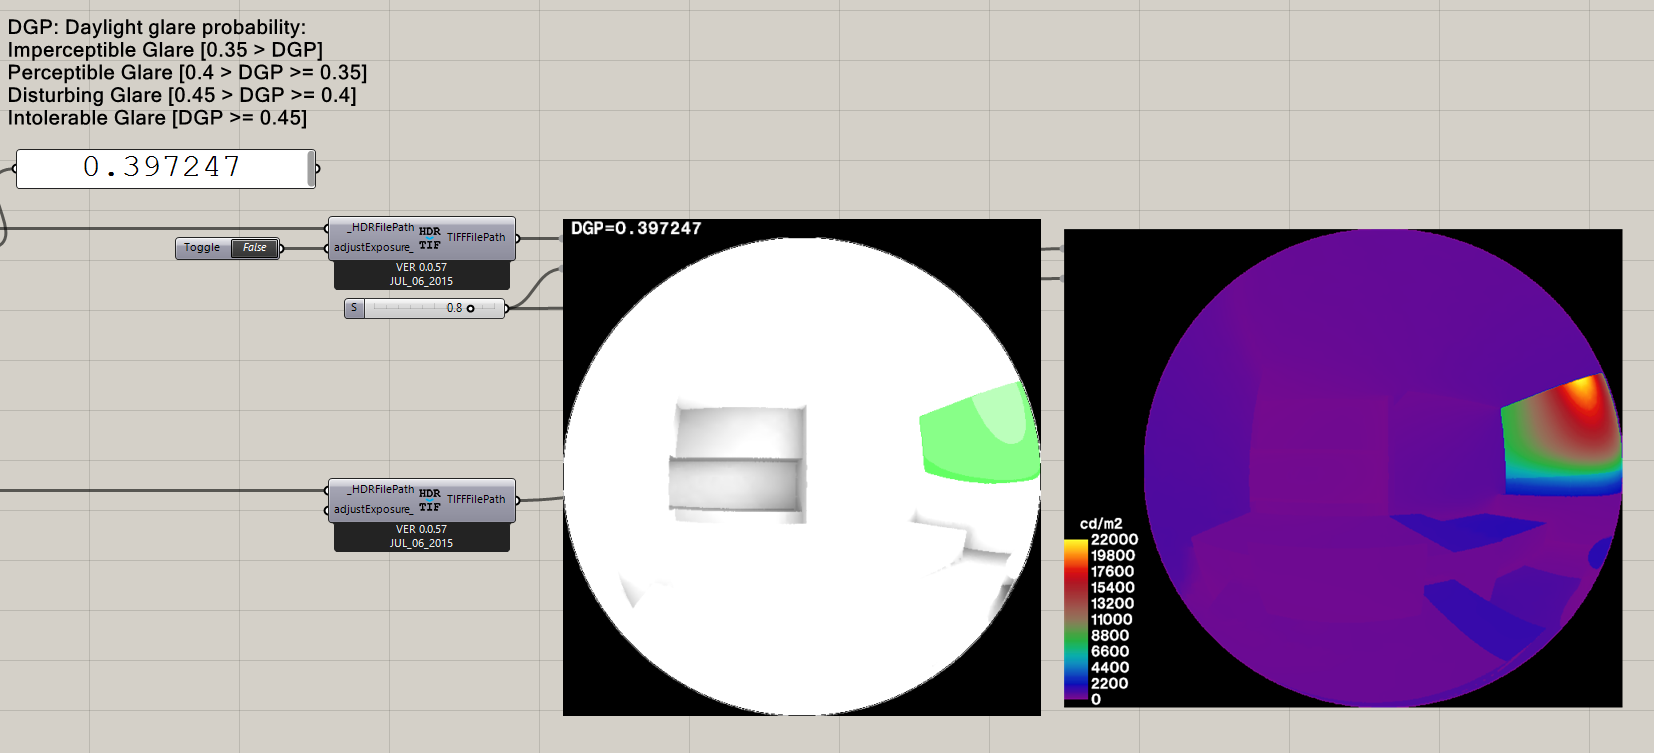 DGP: Daylight glare probability:
Imperceptible Glare [0.35 > DGP]
Perceptible Glare [0.4 > DGP >= 0.35]
Disturbing Glare [0.45 > DGP >= 0.4]
Intolerable Glare [DGP >= 0.45]
0.397247
Toggle False
_HDRFilePath
adjustExposure_
HDR
TIF
TIFFFilePath
VER 0.0.57
JUL_06_2015
S 0.8
DGP=0.397247
_HDRFilePath
adjustExposure_
HDR
TIF
TIFFFilePath
VER 0.0.57
JUL_06_2015
cd/m2
22000
19800
17600
15400
13200
11000
8800
6600
4400
2200
0